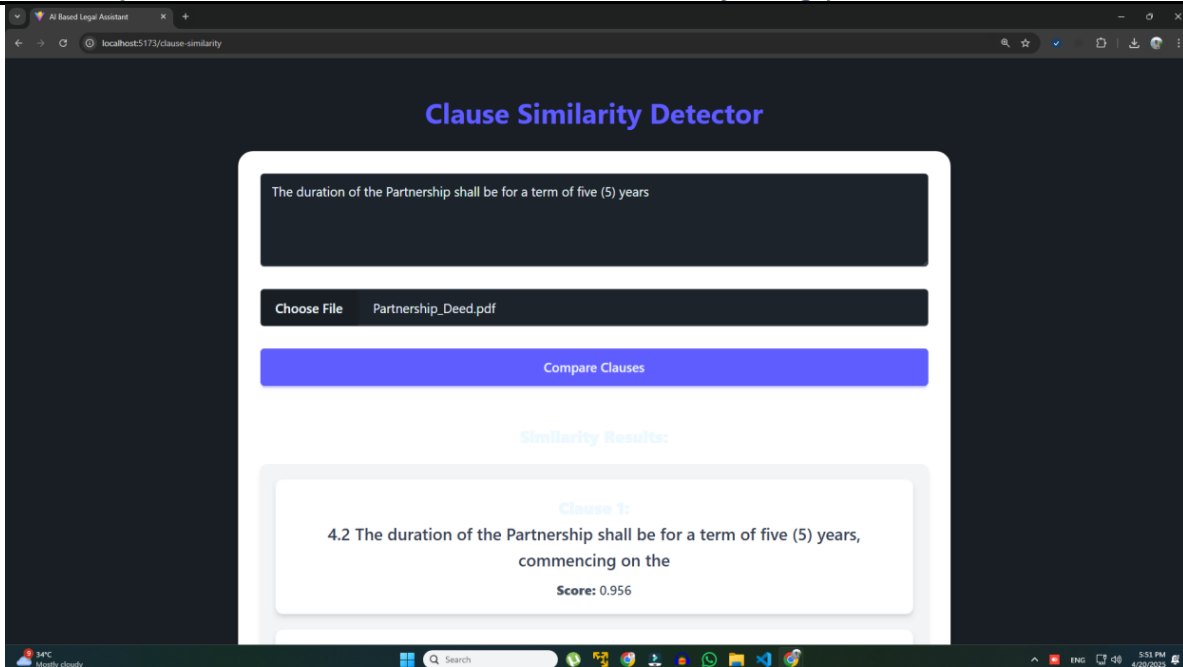 AI Based Legal Assistant
localhost:5173/clause-similarity
Clause Similarity Detector
The duration of the Partnership shall be for a term of five (5) years
Choose File Partnership_Deed.pdf
Compare Clauses
Similarity Results:
Clause 1:
4.2 The duration of the Partnership shall be for a term of five (5) years,
commencing on the
Score: 0.956
34°C
Mostly cloudy
Search
ENG
5:51 PM
4/20/2025